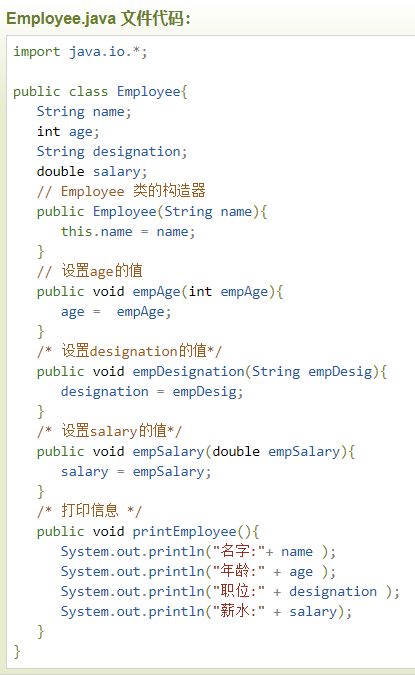 Employee.java 文件代码：
import java.io.*;
public class Employee{
String name;
int age;
String designation;
double salary;
// Employee 类的构造器
public Employee(String name){
this.name = name;
}
// 设置age的值
public void empAge(int empAge){
age =  empAge;
}
/* 设置designation的值*/
public void empDesignation(String empDesig){
designation = empDesig;
}
/* 设置salary的值*/
public void empSalary(double empSalary){
salary = empSalary;
}
/* 打印信息 */
public void printEmployee(){
System.out.println("名字:"+ name );
System.out.println("年龄:" + age );
System.out.println("职位:" + designation );
System.out.println("薪水:" + salary);
}
}